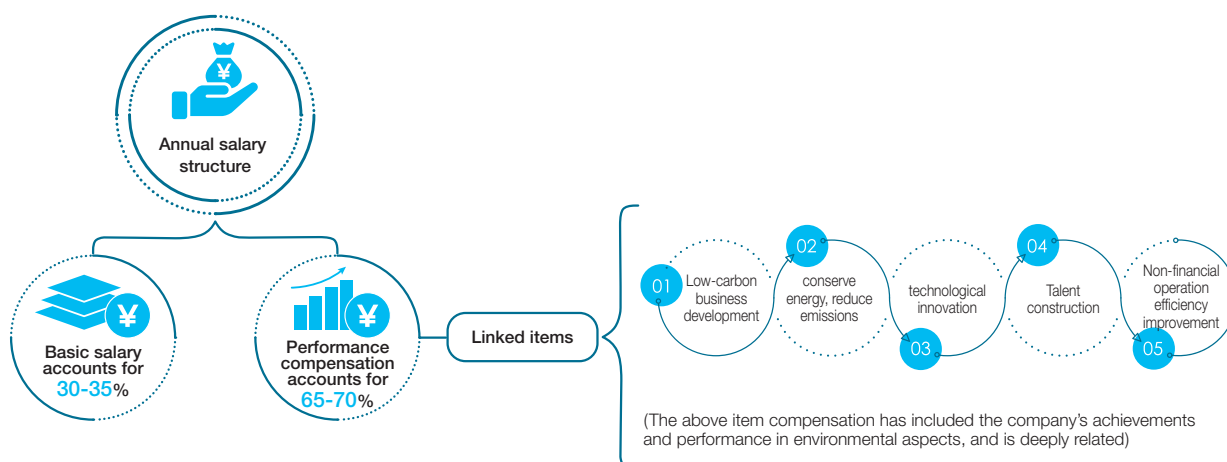 ¥
Annual salary
structure
¥
Basic salary
accounts for
30-35%
¥
Performance
compensation
accounts for
65-70%
Linked items
01
Low-carbon
business
development
02
conserve
energy, reduce
emissions
technological
innovation
03
04
Talent
construction
Non-financial
operation
efficiency
improvement
05
(The above item compensation has included the company's achievements
and performance in environmental aspects, and is deeply related)